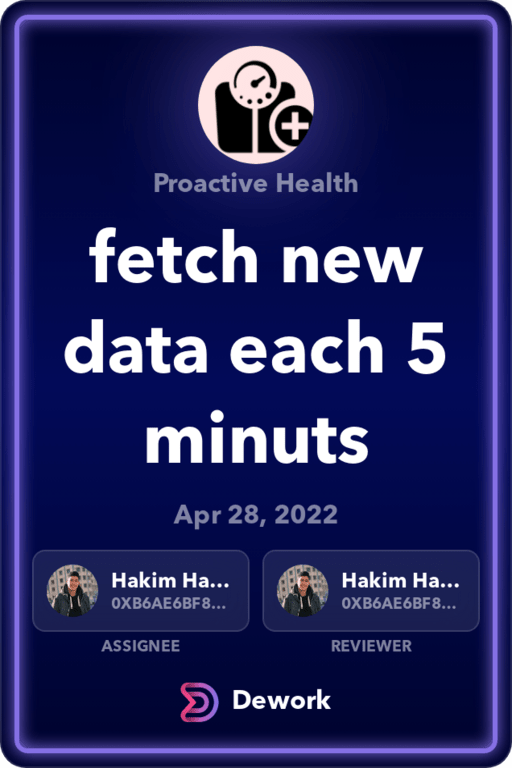 Proactive Health
fetch new
data each 5
minuts
Apr 28, 2022
Hakim Ha...
0XB6AE6BF8...
ASSIGNEE
Hakim Ha...
0XB6AE6BF8...
REVIEWER
Dework